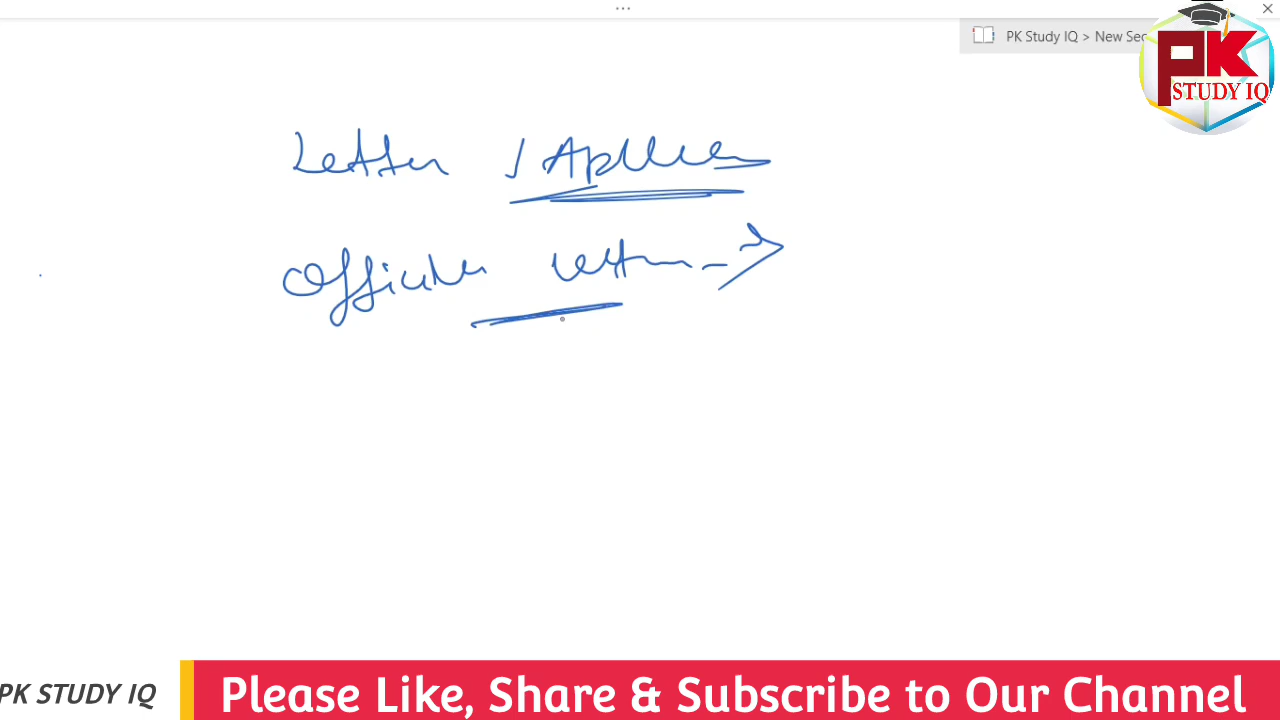 ...
PK Study IQ > New Sec
PK
STUDY IQ
Letter /
Official letter →
PK STUDY IQ
Please Like, Share & Subscribe to Our Channel